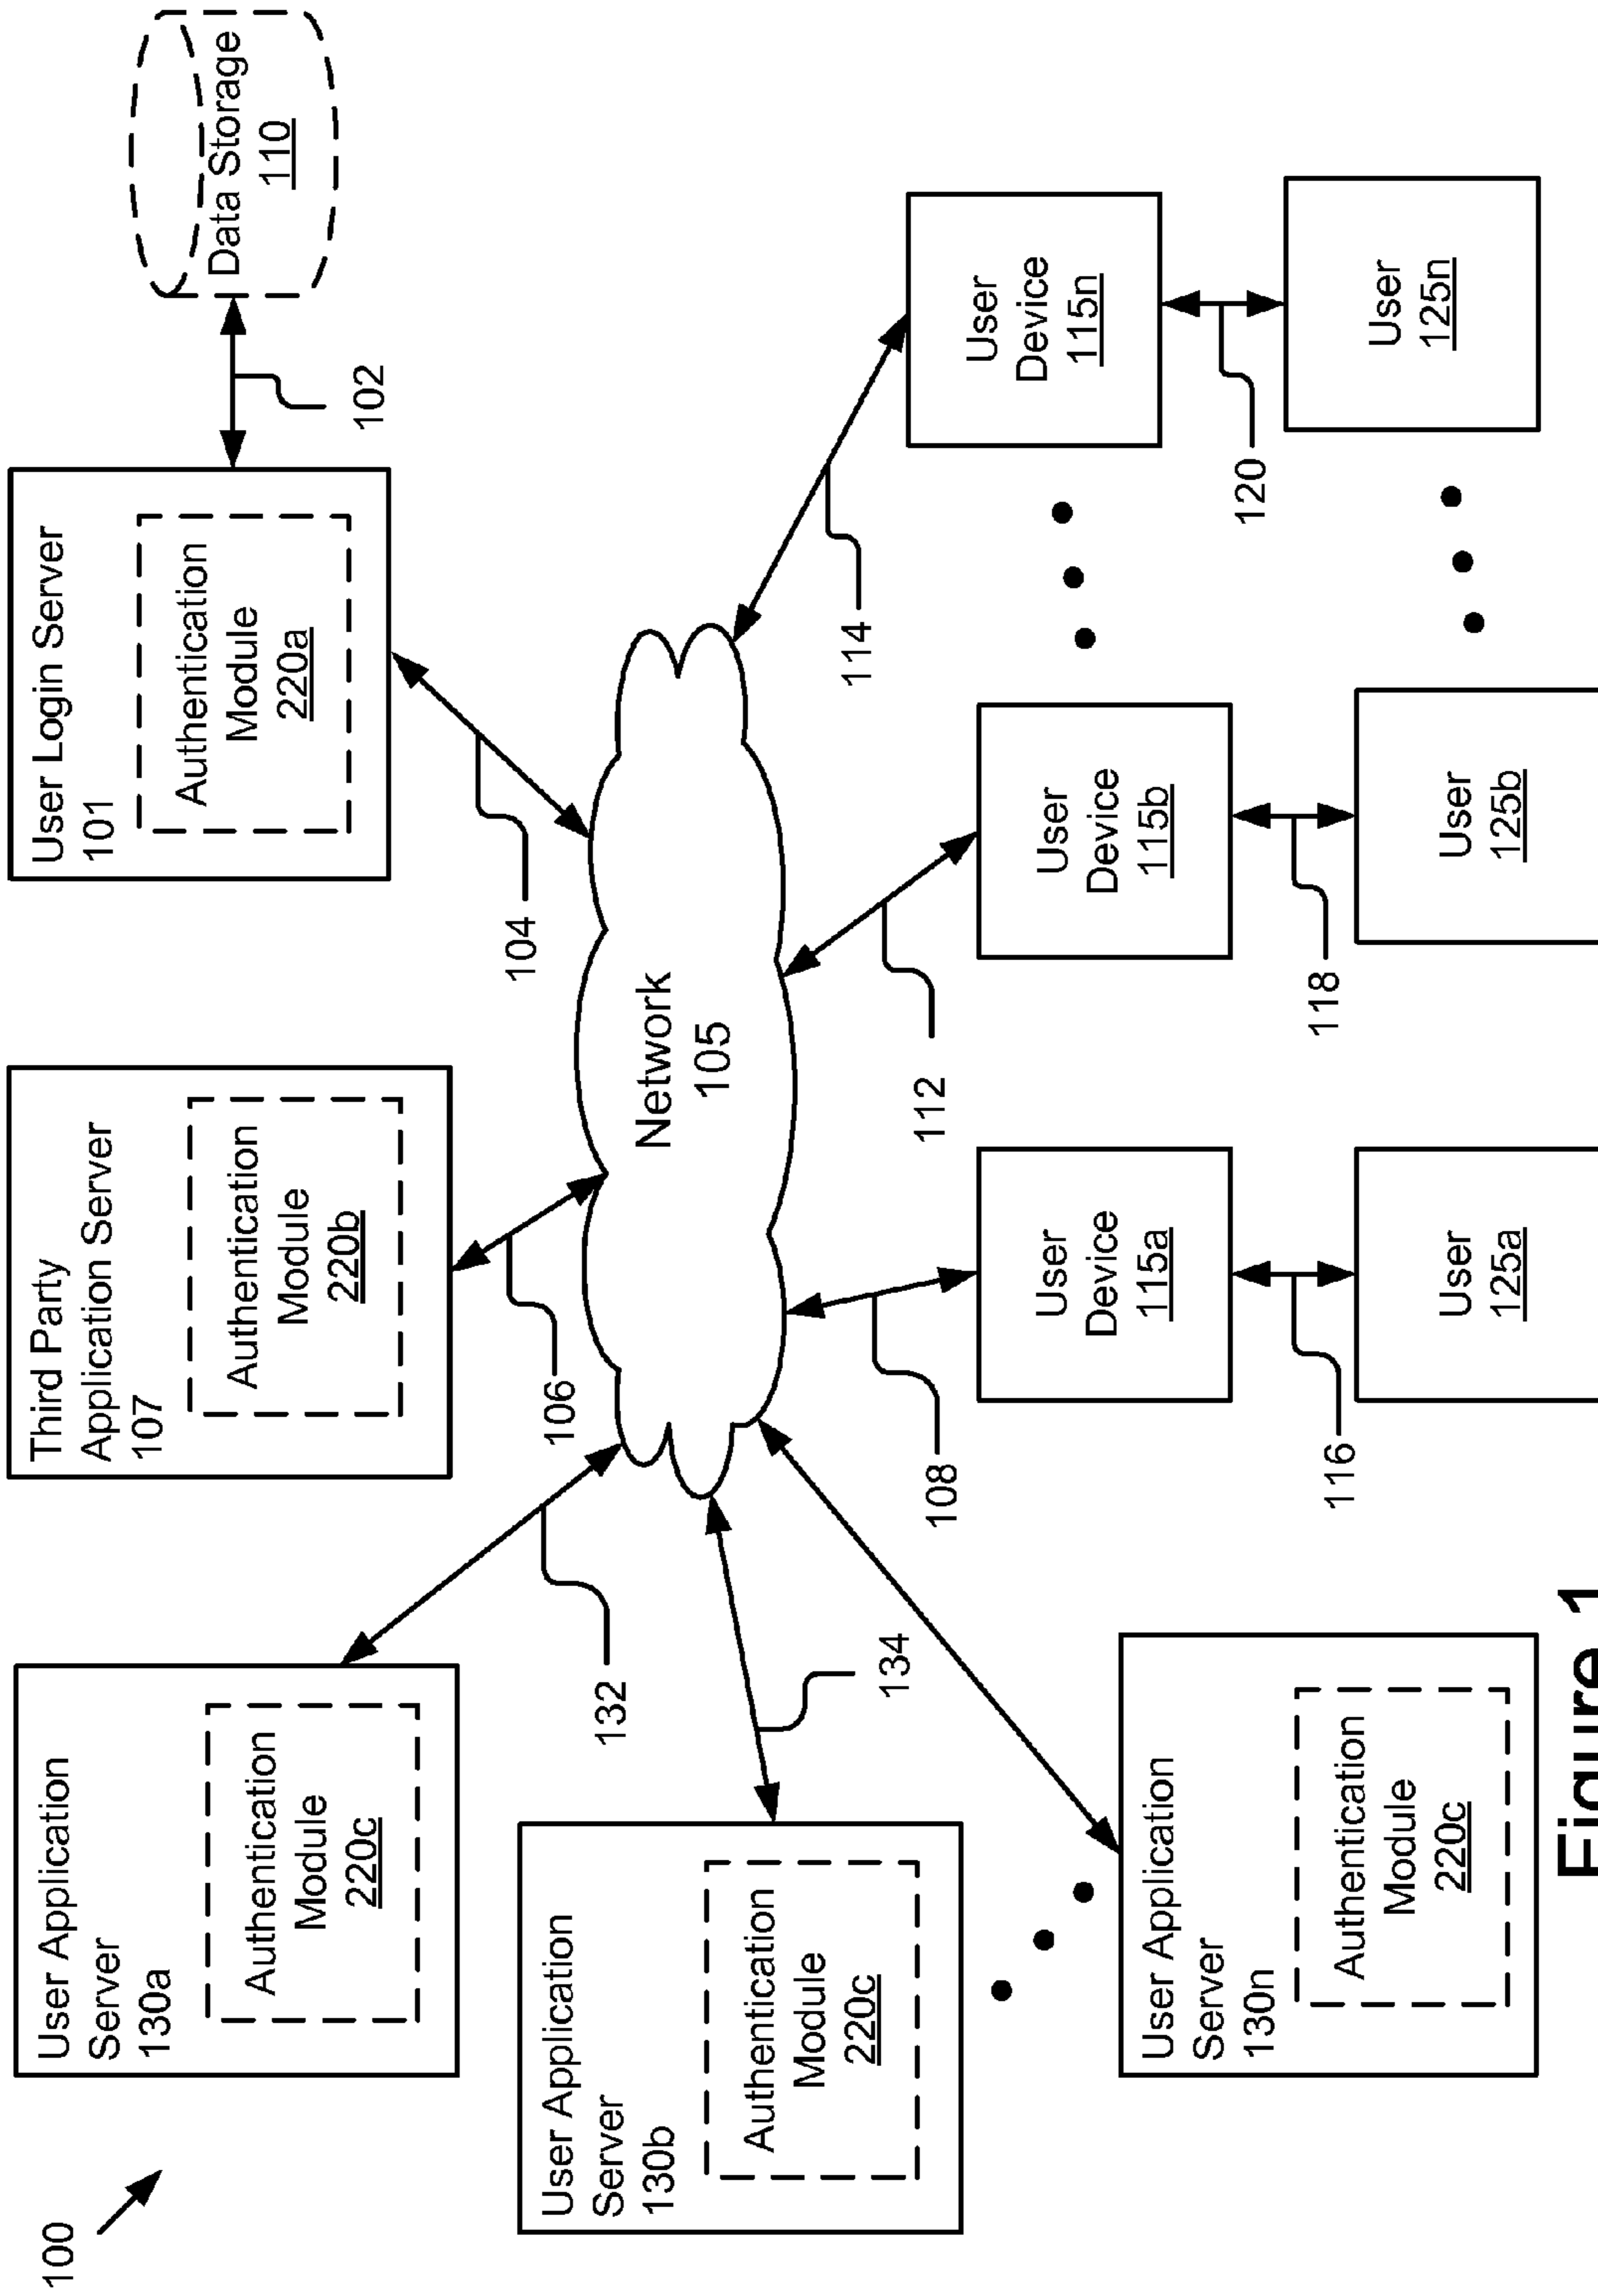 100
User Application
Server
130a
Authentication
Module
220c
132
Third Party
Application Server
107
Authentication
Module
220b
106
User Login Server
101
Authentication
Module
220a
104
102
Data Storage
110
User Application
Server
130b
Authentication
Module
220c
134
Network
105
User Application
Server
130n
Authentication
Module
220c
108
User
Device
115a
116
User
125a
112
User
Device
115b
118
User
125b
114
User
Device
115n
120
User
125n
Figure 1